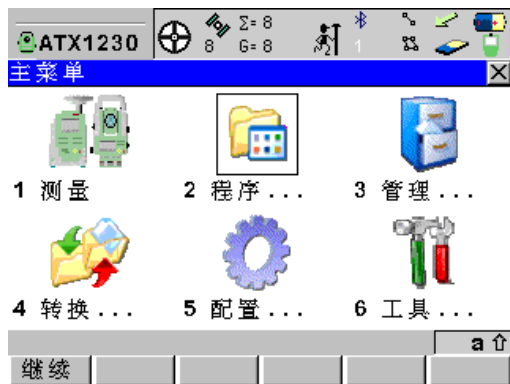 ATX1230
8
Σ= 8
G= 8
1
主菜单
1 测量
2 程序...
3 管理...
4 转换...
5 配置...
6 工具...
a
继续